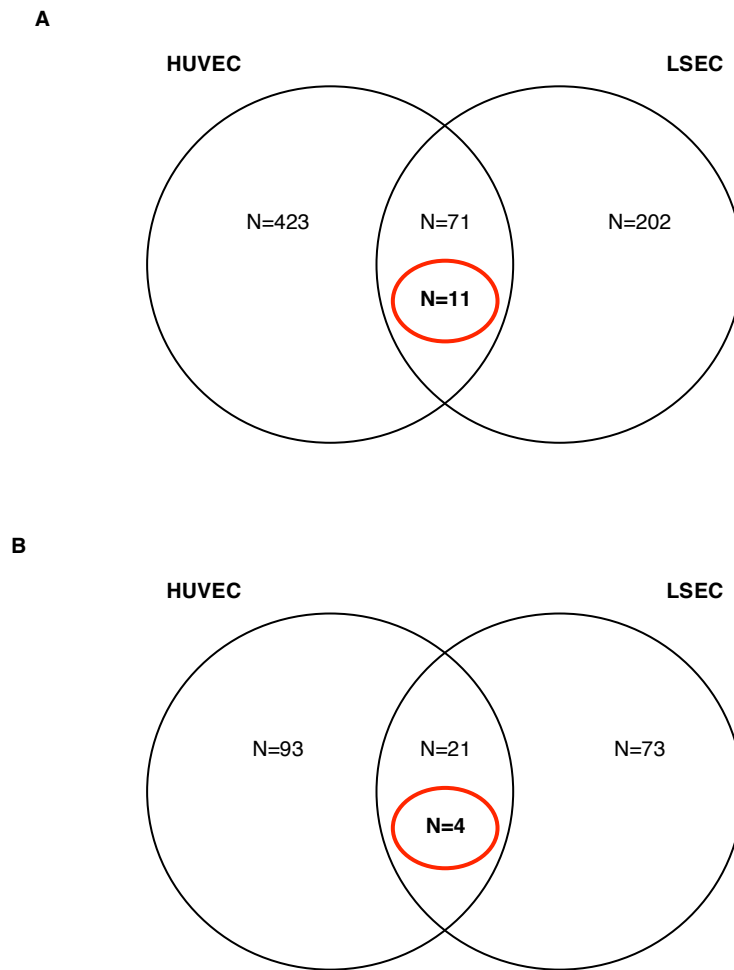 A
HUVEC LSEC
N=423 N=71 N=202
N=11
B
HUVEC LSEC
N=93 N=21 N=73
N=4